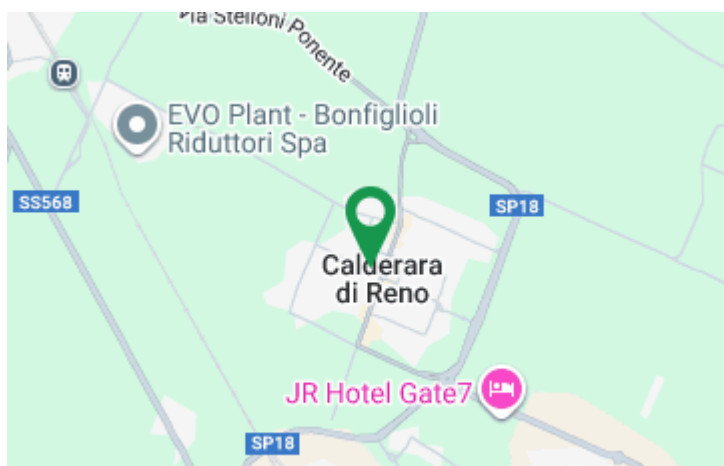 Via Stelloni Ponente
EVO Plant - Bonfiglioli
Riduttori Spa
SS568
SP18
Calderara
di Reno
JR Hotel Gate7
SP18